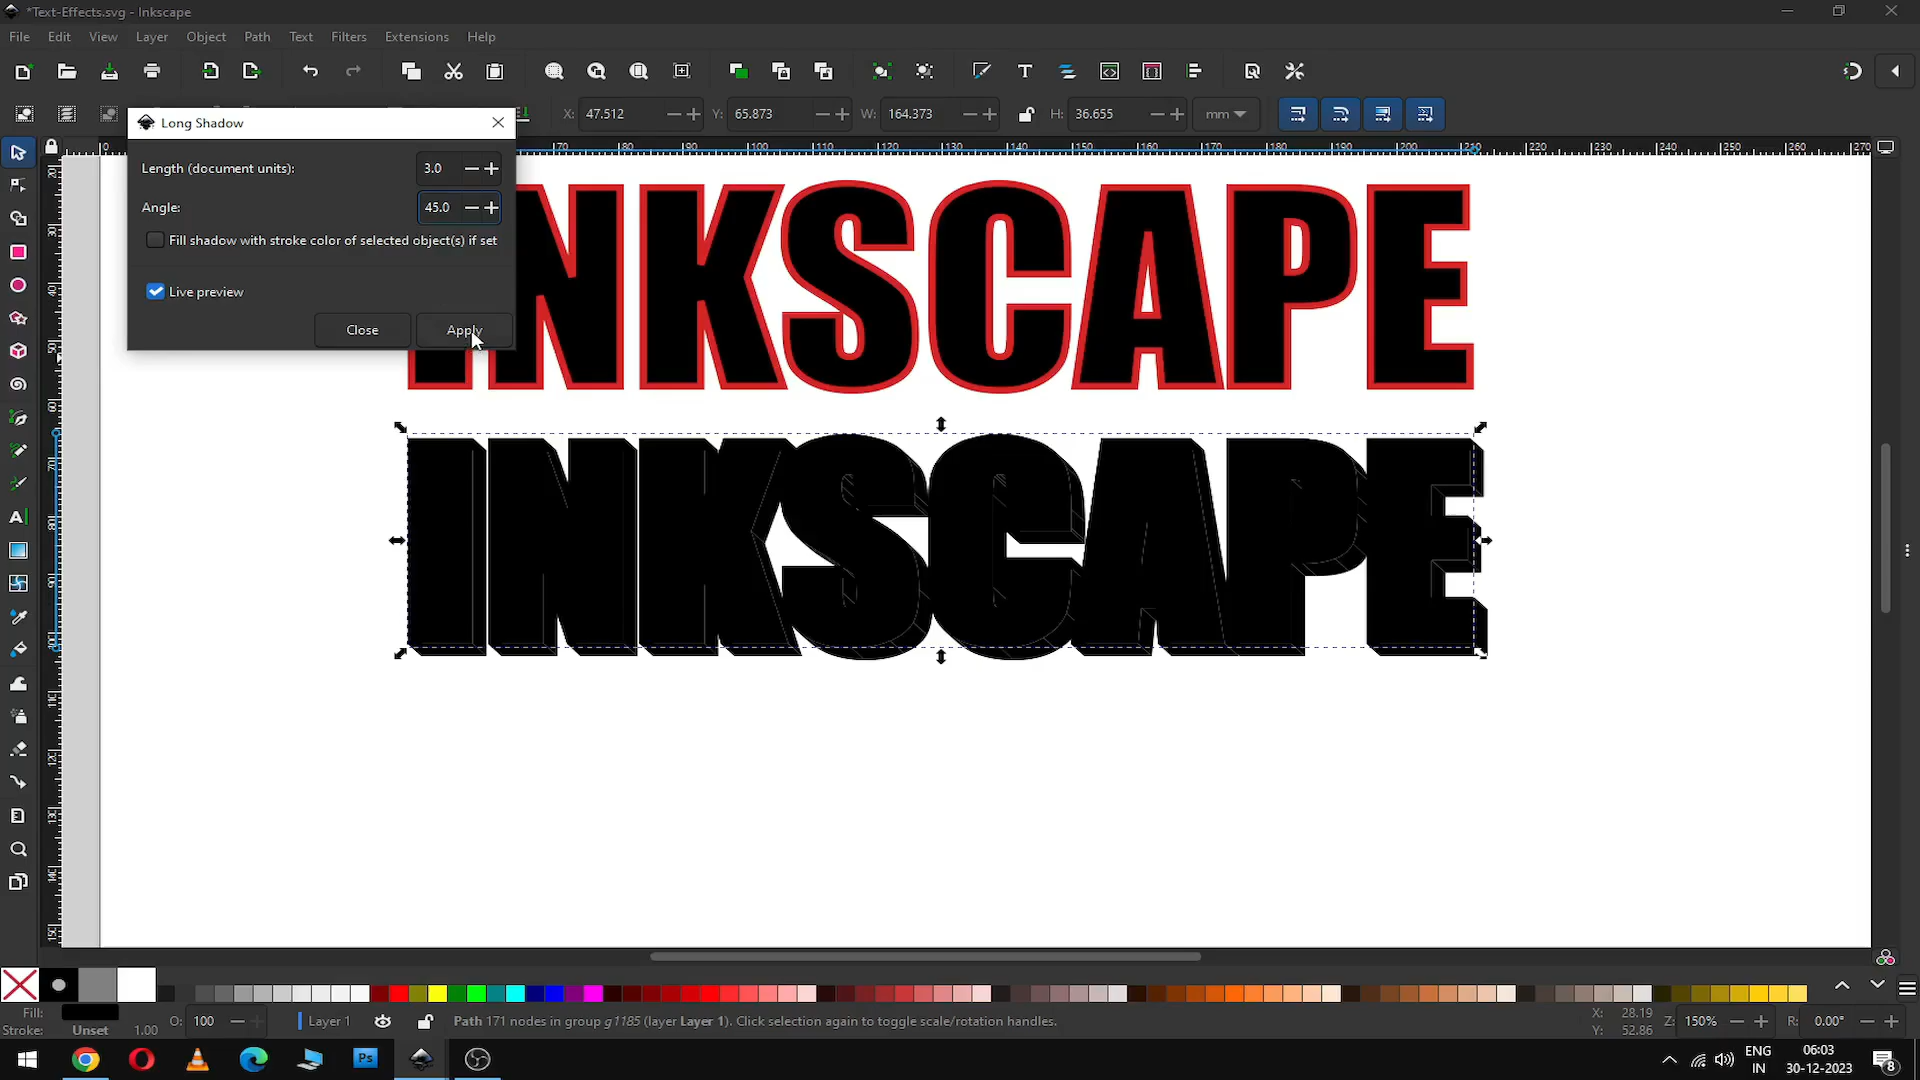 *Text-Effects.svg - Inkscape
File Edit View Layer Object Path Text Filters Extensions Help
X: 47.512 Y: 65.873 W: 164.373 H: 36.655 mm
Long Shadow
Length (document units): 3.0
Angle: 45.0
Fill shadow with stroke color of selected object(s) if set
Live preview
Close Apply
INKSCAPE
INKSCAPE
Fill:
Stroke: Unset 1.00 O: 100 Layer 1 Path 171 nodes in group g1185 (layer Layer 1). Click selection again to toggle scale/rotation handles.
X: 28.19
Y: 52.86
Z: 150% R: 0.00°
Ps
ENG
IN
06:03
30-12-2023
8